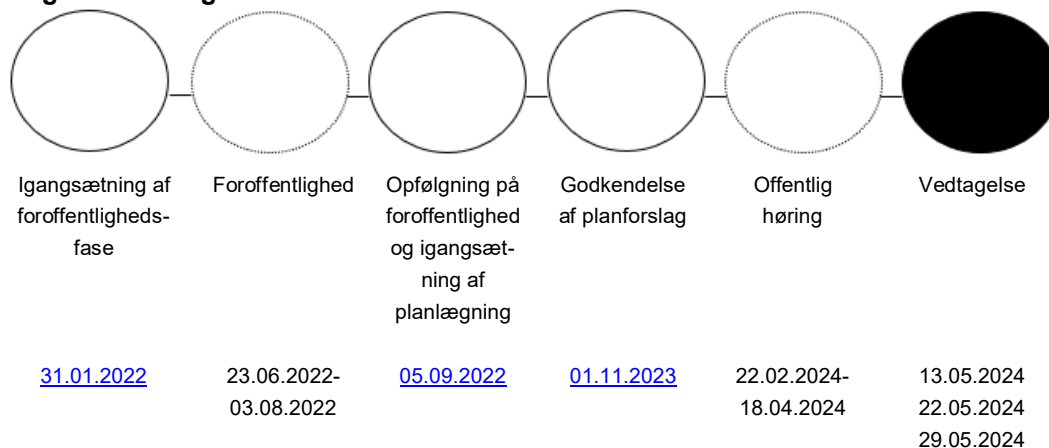 Igangsætning af
foroffentligheds-
fase
Foroffentlighed
Opfølgning på
foroffentlighed
og igangsæt-
ning af
planlægning
Godkendelse
af planforslag
Offentlig
høring
Vedtagelse
31.01.2022
23.06.2022-
03.08.2022
05.09.2022
01.11.2023
22.02.2024-
18.04.2024
13.05.2024
22.05.2024
29.05.2024